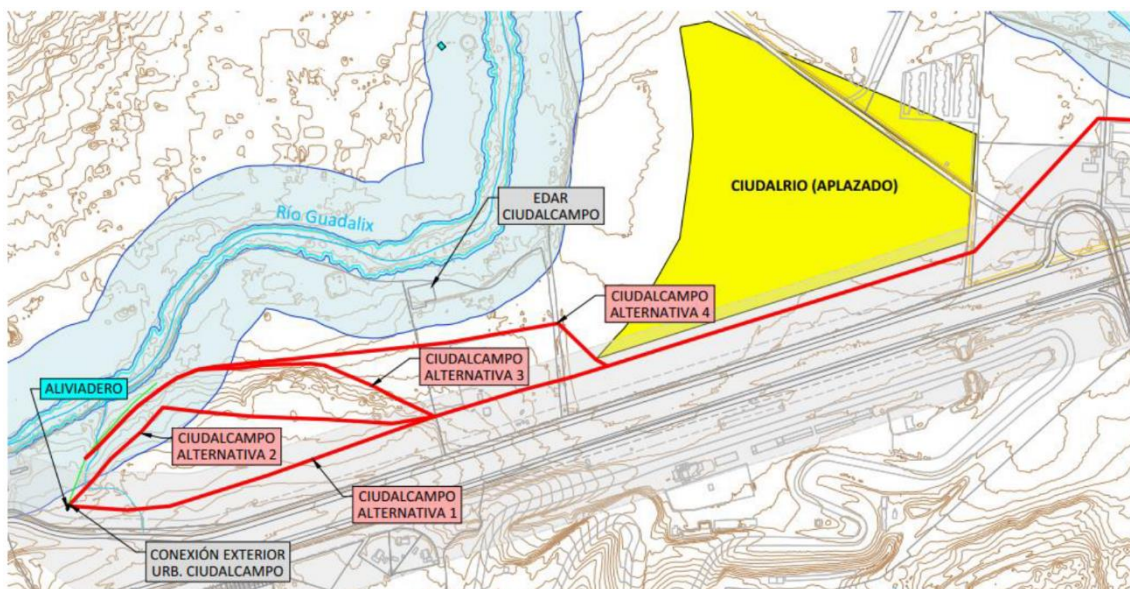 CIUDALRIO (APLAZADO)
EDAR
CIUDALCAMPO
Río Guadalix
CIUDALCAMPO
ALTERNATIVA 4
CIUDALCAMPO
ALTERNATIVA 3
ALIVIADERO
CIUDALCAMPO
ALTERNATIVA 2
CIUDALCAMPO
ALTERNATIVA 1
CONEXIÓN EXTERIOR
URB. CIUDALCAMPO